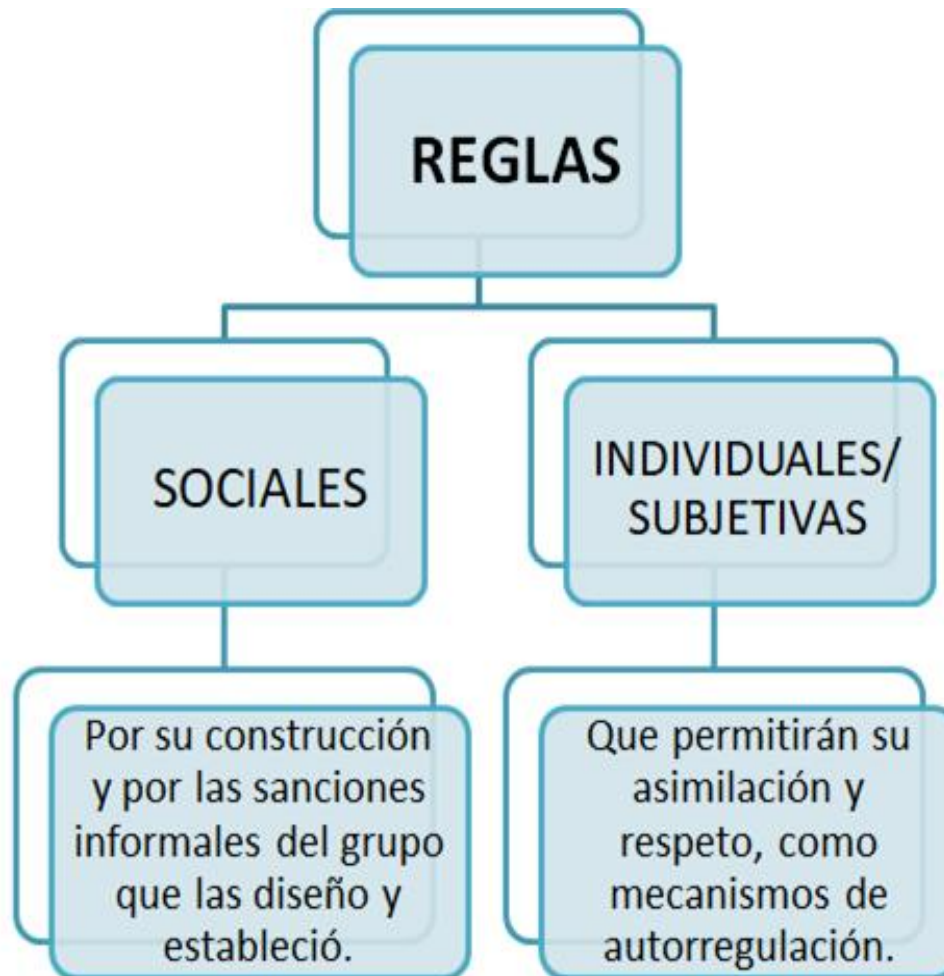 REGLAS
SOCIALES
INDIVIDUALES/
SUBJETIVAS
Por su construcción
y por las sanciones
informales del grupo
que las diseño y
estableció.
Que permitirán su
asimilación y
respeto, como
mecanismos de
autorregulación.